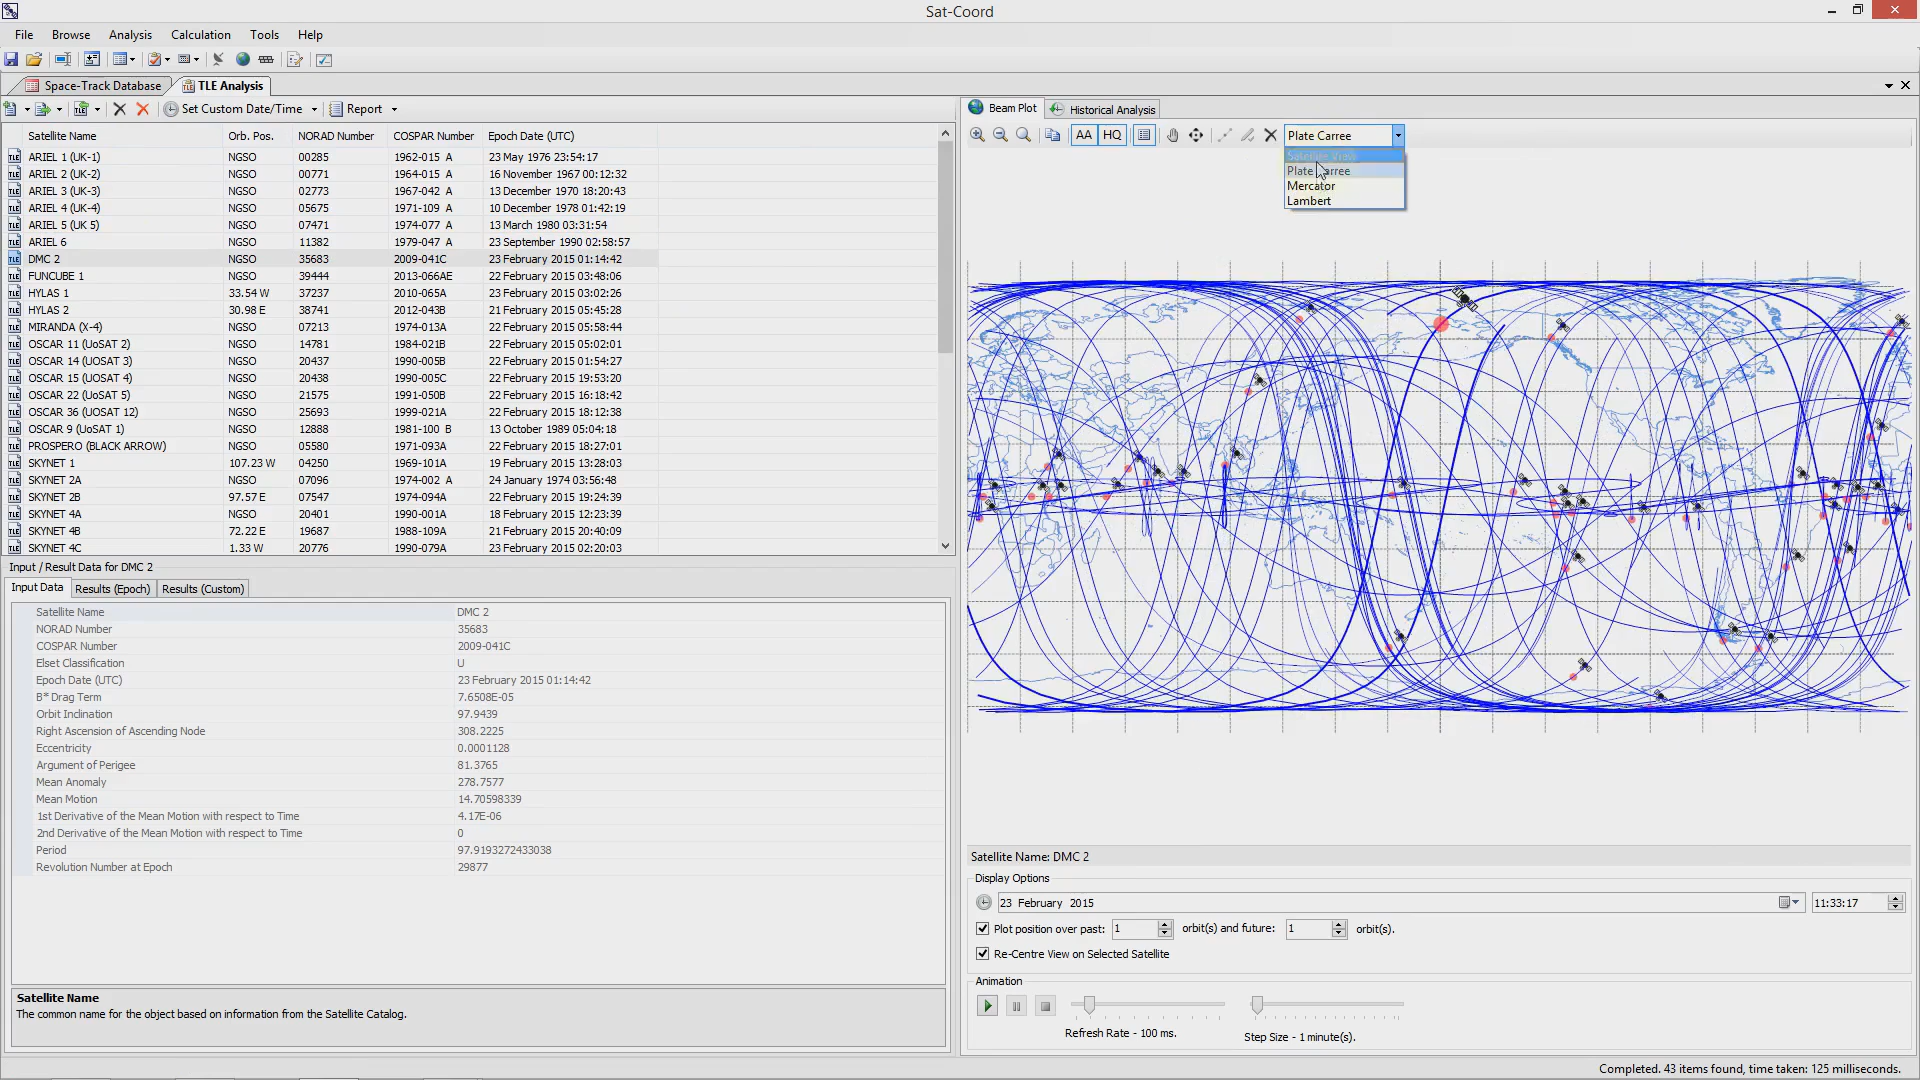 Sat-Coord
File Browse Analysis Calculation Tools Help
Space-Track Database TLE Analysis
Set Custom Date/Time Report
Satellite Name Orb. Pos. NORAD Number COSPAR Number Epoch Date (UTC)
ARIEL 1 (UK-1) NGSO 00285 1962-015 A 23 May 1976 23:54:17
ARIEL 2 (UK-2) NGSO 00771 1964-015 A 16 November 1967 00:12:32
ARIEL 3 (UK-3) NGSO 02773 1967-042 A 13 December 1970 18:20:43
ARIEL 4 (UK-4) NGSO 05675 1971-109 A 10 December 1978 01:42:19
ARIEL 5 (UK 5) NGSO 07471 1974-077 A 13 March 1980 03:31:54
ARIEL 6 NGSO 11382 1979-047 A 23 September 1990 02:58:57
DMC 2 NGSO 35683 2009-041C 23 February 2015 01:14:42
FUNCUBE 1 NGSO 39444 2013-066AE 22 February 2015 03:48:06
HYLAS 1 33.54 W 37237 2010-065A 23 February 2015 03:02:26
HYLAS 2 30.98 E 38741 2012-043B 21 February 2015 05:45:28
MIRANDA (X-4) NGSO 07213 1974-013A 22 February 2015 05:58:44
OSCAR 11 (UoSAT 2) NGSO 14781 1984-021B 22 February 2015 05:02:01
OSCAR 14 (UOSAT 3) NGSO 20437 1990-005B 22 February 2015 01:54:27
OSCAR 15 (UOSAT 4) NGSO 20438 1990-005C 22 February 2015 19:53:20
OSCAR 22 (UoSAT 5) NGSO 21575 1991-050B 22 February 2015 16:18:42
OSCAR 36 (UOSAT 12) NGSO 25693 1999-021A 22 February 2015 18:12:38
OSCAR 9 (UoSAT 1) NGSO 12888 1981-100 B 13 October 1989 05:04:18
PROSPERO (BLACK ARROW) NGSO 05580 1971-093A 22 February 2015 18:27:01
SKYNET 1 107.23 W 04250 1969-101A 19 February 2015 13:28:03
SKYNET 2A NGSO 07096 1974-002 A 24 January 1974 03:56:48
SKYNET 2B 97.57 E 07547 1974-094A 22 February 2015 19:24:39
SKYNET 4A NGSO 20401 1990-001A 18 February 2015 12:23:39
SKYNET 4B 72.22 E 19687 1988-109A 21 February 2015 20:40:09
SKYNET 4C 1.33 W 20776 1990-079A 23 February 2015 02:20:03
Input / Result Data for DMC 2
Input Data Results (Epoch) Results (Custom)
Satellite Name DMC 2
NORAD Number 35683
COSPAR Number 2009-041C
Elset Classification U
Epoch Date (UTC) 23 February 2015 01:14:42
B* Drag Term 7.6508E-05
Orbit Inclination 97.9439
Right Ascension of Ascending Node 308.2225
Eccentricity 0.0001128
Argument of Perigee 81.3765
Mean Anomaly 278.7577
Mean Motion 14.70598339
1st Derivative of the Mean Motion with respect to Time 4.17E-06
2nd Derivative of the Mean Motion with respect to Time 0
Period 97.9193272433038
Revolution Number at Epoch 29877
Satellite Name
The common name for the object based on information from the Satellite Catalog.
Beam Plot Historical Analysis
AA HQ Plate Carree
Satellite View
Plate Carree
Mercator
Lambert
Satellite Name: DMC 2
Display Options
23 February 2015 11:33:17
Plot position over past: 1 orbit(s) and future: 1 orbit(s).
Re-Centre View on Selected Satellite
Animation
Refresh Rate - 100 ms. Step Size - 1 minute(s).
Completed. 43 items found, time taken: 125 milliseconds.